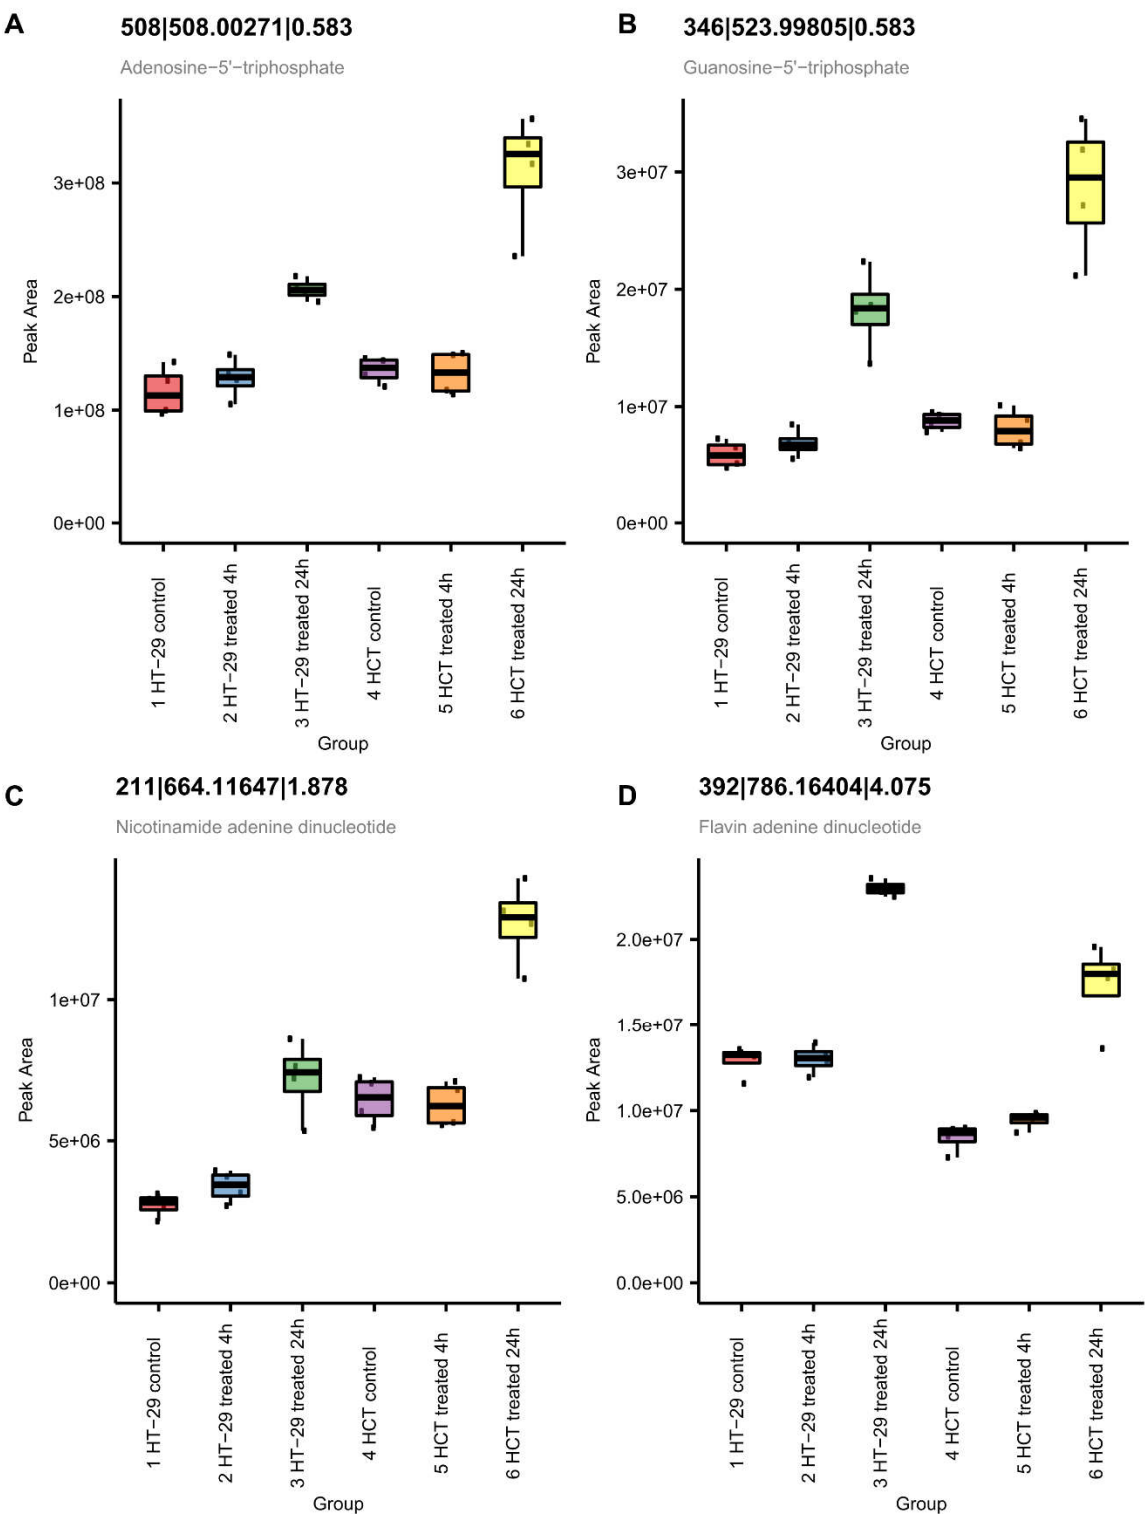 A
508|508.00271|0.583
Adenosine−5'−triphosphate
Peak Area
3e+08
2e+08
1e+08
0e+00
1 HT−29 control
2 HT−29 treated 4h
3 HT−29 treated 24h
4 HCT control
5 HCT treated 4h
6 HCT treated 24h
Group
B
346|523.99805|0.583
Guanosine−5'−triphosphate
Peak Area
3e+07
2e+07
1e+07
0e+00
1 HT−29 control
2 HT−29 treated 4h
3 HT−29 treated 24h
4 HCT control
5 HCT treated 4h
6 HCT treated 24h
Group
C
211|664.11647|1.878
Nicotinamide adenine dinucleotide
Peak Area
1e+07
5e+06
0e+00
1 HT−29 control
2 HT−29 treated 4h
3 HT−29 treated 24h
4 HCT control
5 HCT treated 4h
6 HCT treated 24h
Group
D
392|786.16404|4.075
Flavin adenine dinucleotide
Peak Area
2.0e+07
1.5e+07
1.0e+07
5.0e+06
0.0e+00
1 HT−29 control
2 HT−29 treated 4h
3 HT−29 treated 24h
4 HCT control
5 HCT treated 4h
6 HCT treated 24h
Group